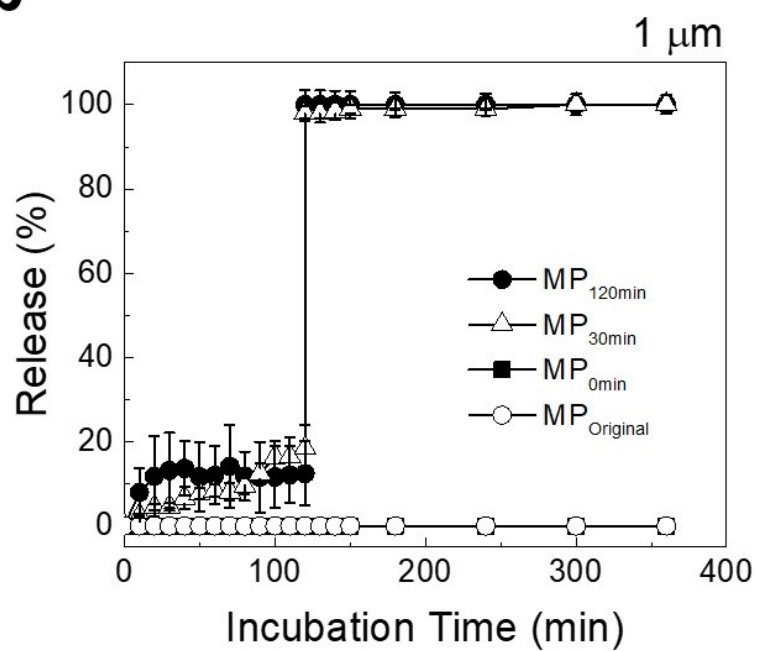 1 μm
100
80
60
40
20
0
Release (%)
MP120min
MP30min
MP0min
MPOriginal
0 100 200 300 400
Incubation Time (min)